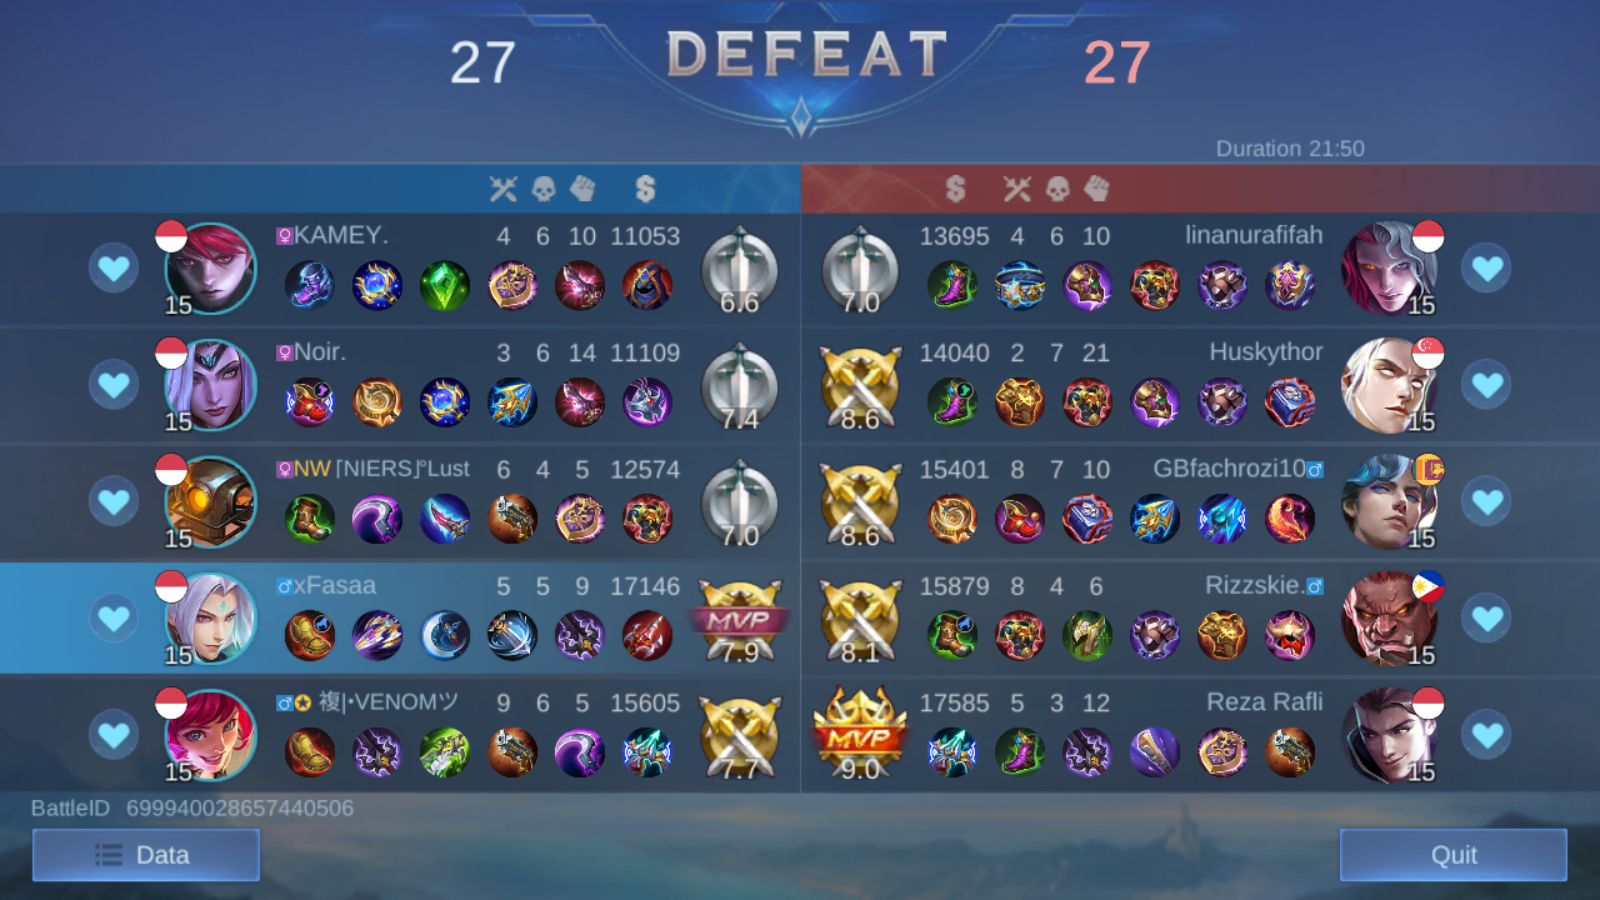 27 DEFEAT 27
Duration 21:50
KAMEY. 4 6 10 11053 6.6 15
7.0 13695 4 6 10 linanurafifah 15
Noir. 3 6 14 11109 7.4 15
8.6 14040 2 7 21 Huskythor 15
NW「NIERS」°Lust 6 4 5 12574 7.0 15
8.6 15401 8 7 10 GBfachrozi10 15
xFasaa 5 5 9 17146 MVP 7.9 15
8.1 15879 8 4 6 Rizzskie. 15
複|•VENOMツ 9 6 5 15605 7.7 15
MVP 9.0 17585 5 3 12 Reza Rafli 15
BattleID 699940028657440506
Data
Quit